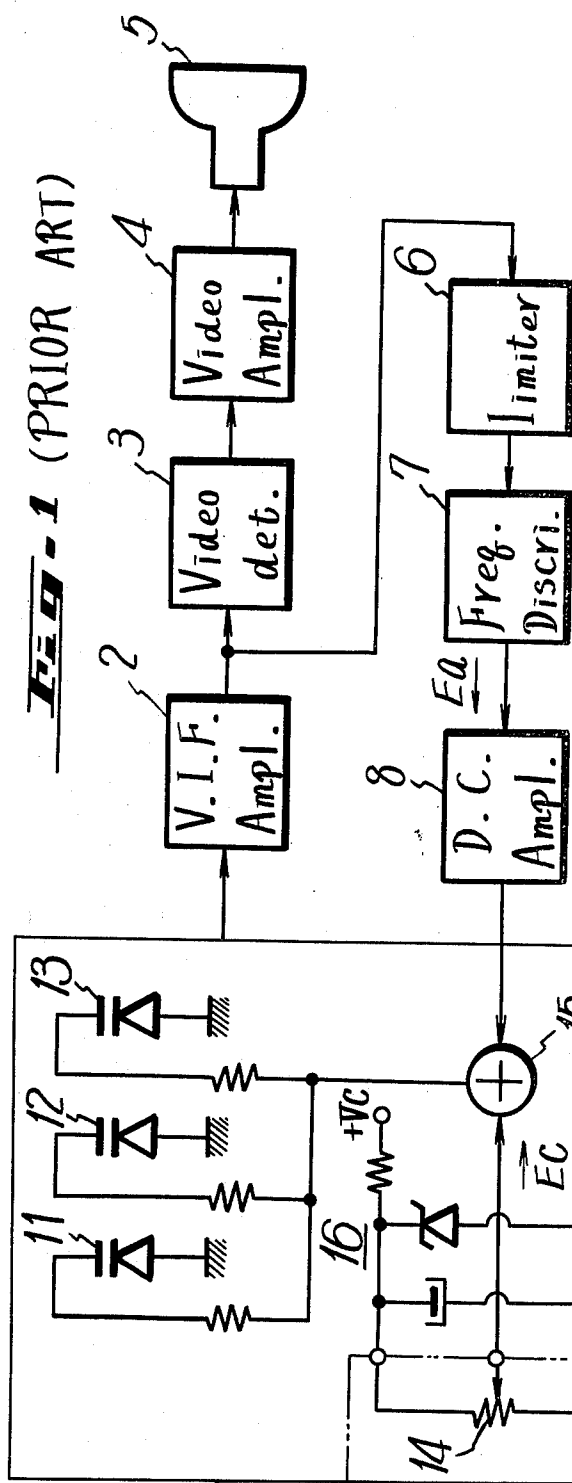 Fig-1 (PRIOR ART)
5
4
Video
Ampl.
3
Video
det.
2
V.I.F.
Ampl.
6
limiter
7
Freq.
Discri.
Ea
8
D.C.
Ampl.
13
12
11
+VC
16
15
EC
14